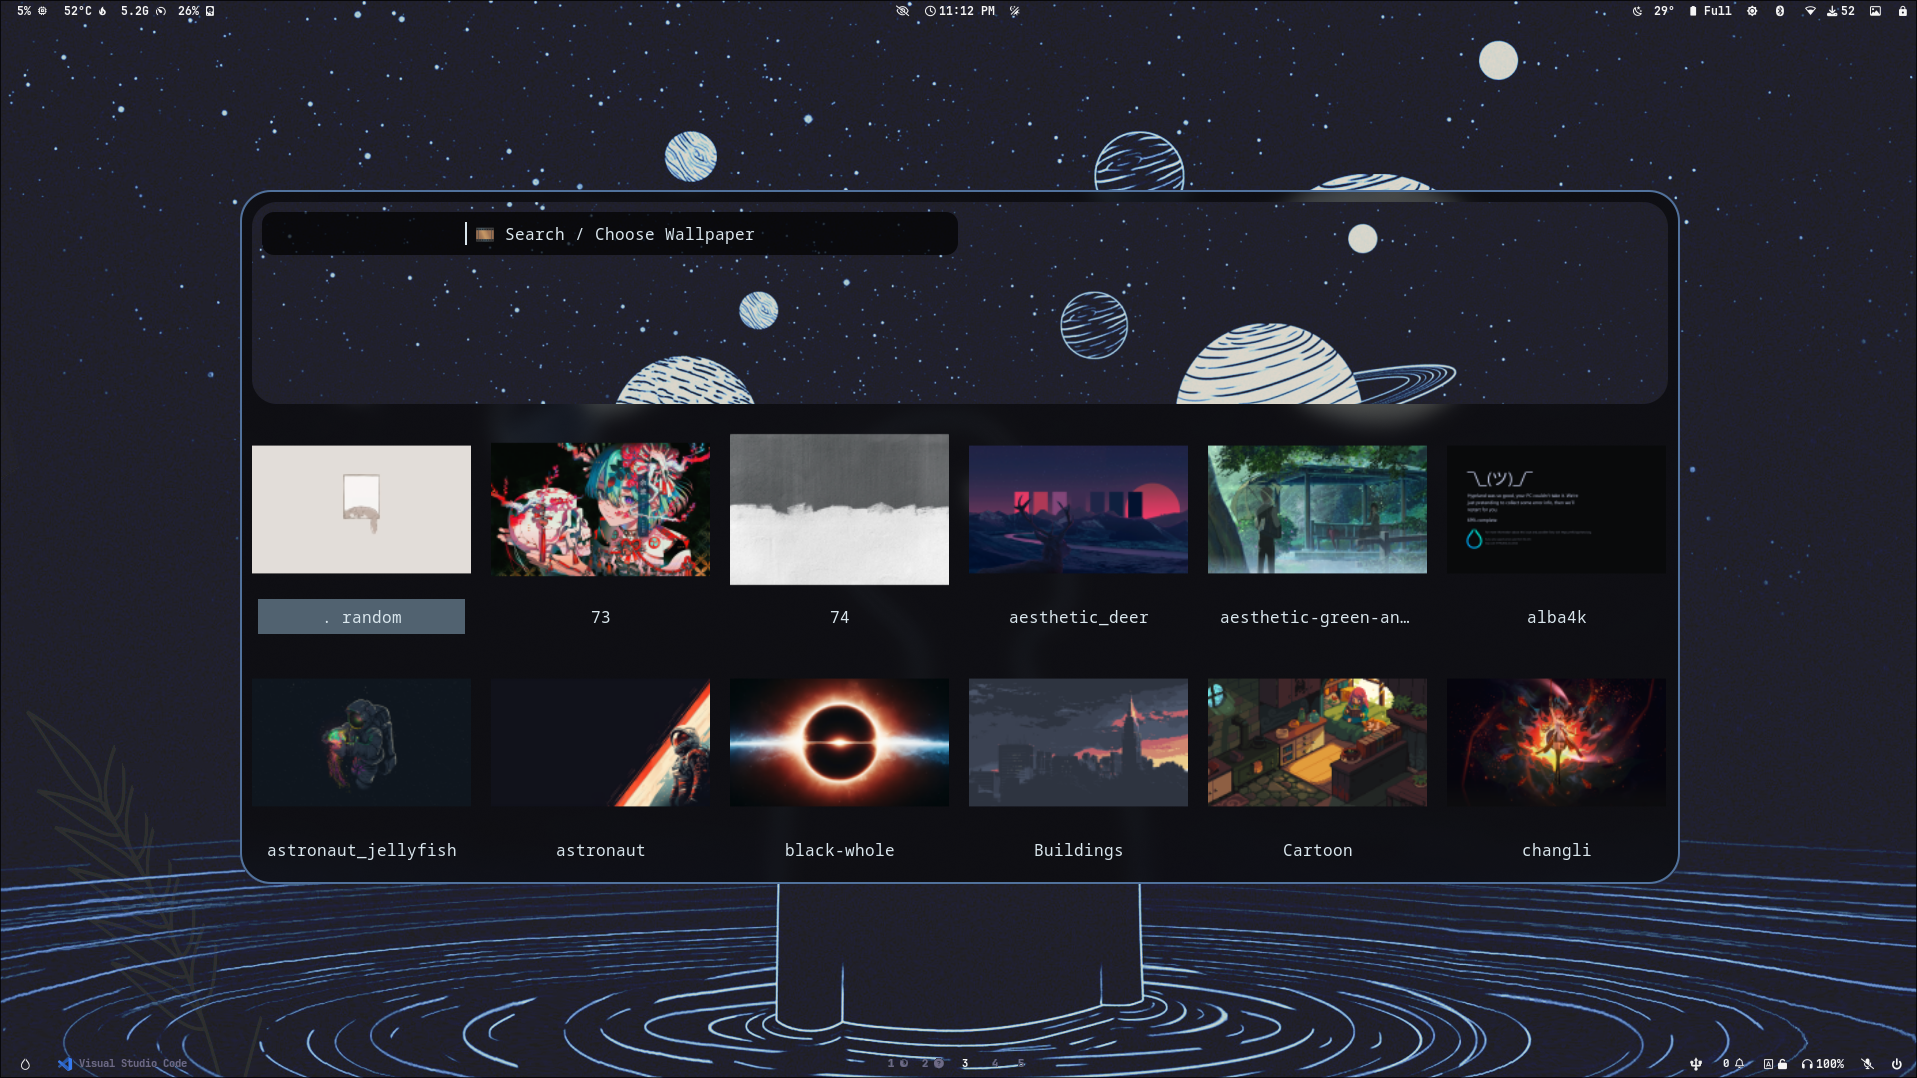 5% 52°C 5.2G 26% 11:12 PM 29° Full 52
Search / Choose Wallpaper
¯\_(ツ)_/¯
. random 73 74 aesthetic_deer aesthetic-green-an… alba4k
astronaut_jellyfish astronaut black-whole Buildings Cartoon changli
Visual Studio Code 1 2 3 4 5 0 A 100%